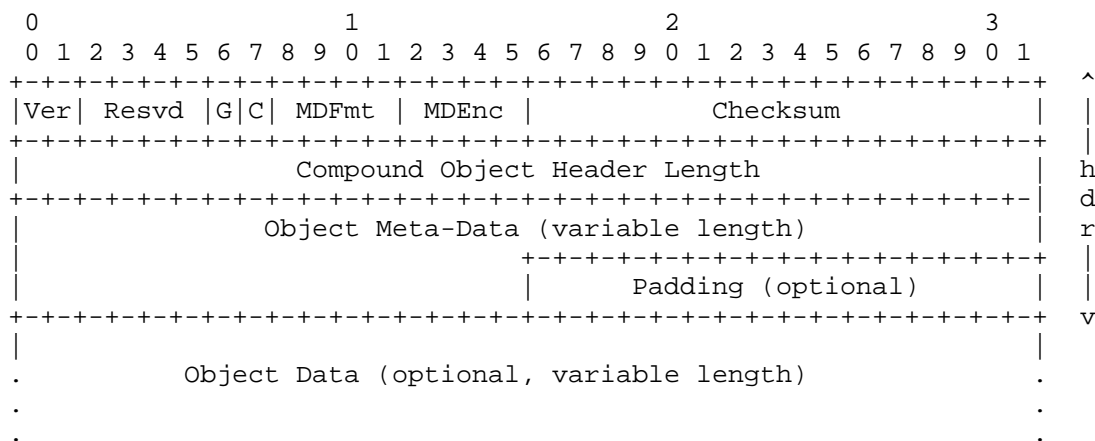 0                   1                   2                   3
 0 1 2 3 4 5 6 7 8 9 0 1 2 3 4 5 6 7 8 9 0 1 2 3 4 5 6 7 8 9 0 1
+-+-+-+-+-+-+-+-+-+-+-+-+-+-+-+-+-+-+-+-+-+-+-+-+-+-+-+-+-+-+-+-+  ^
|Ver| Resvd |G|C| MDFmt | MDEnc |           Checksum            |  |
+-+-+-+-+-+-+-+-+-+-+-+-+-+-+-+-+-+-+-+-+-+-+-+-+-+-+-+-+-+-+-+-+  |
|                 Compound Object Header Length                 |  h
+-+-+-+-+-+-+-+-+-+-+-+-+-+-+-+-+-+-+-+-+-+-+-+-+-+-+-+-+-+-+-+-|  d
|               Object Meta-Data (variable length)              |  r
|                               +-+-+-+-+-+-+-+-+-+-+-+-+-+-+-+-+  |
|                               |      Padding (optional)       |  |
+-+-+-+-+-+-+-+-+-+-+-+-+-+-+-+-+-+-+-+-+-+-+-+-+-+-+-+-+-+-+-+-+  v
|                                                               |
.          Object Data (optional, variable length)              .
.                                                               .
.                                                               .